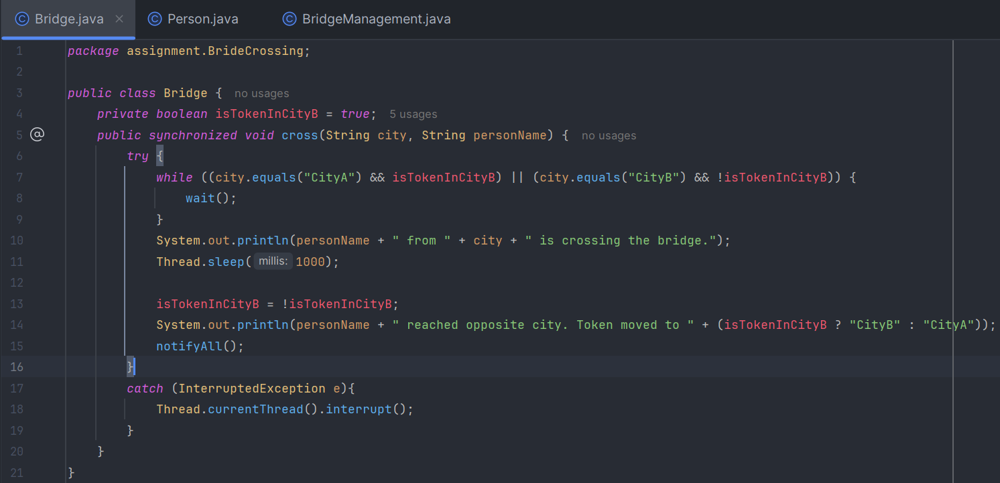 Bridge.java Person.java BridgeManagement.java
1 package assignment.BrideCrossing;
2
3 public class Bridge { no usages
4     private boolean isTokenInCityB = true; 5 usages
5 @     public synchronized void cross(String city, String personName) { no usages
6         try {
7             while ((city.equals("CityA") && isTokenInCityB) || (city.equals("CityB") && !isTokenInCityB)) {
8                 wait();
9             }
10             System.out.println(personName + " from " + city + " is crossing the bridge.");
11             Thread.sleep( millis: 1000);
12
13             isTokenInCityB = !isTokenInCityB;
14             System.out.println(personName + " reached opposite city. Token moved to " + (isTokenInCityB ? "CityB" : "CityA"));
15             notifyAll();
16         }
17         catch (InterruptedException e){
18             Thread.currentThread().interrupt();
19         }
20     }
21 }